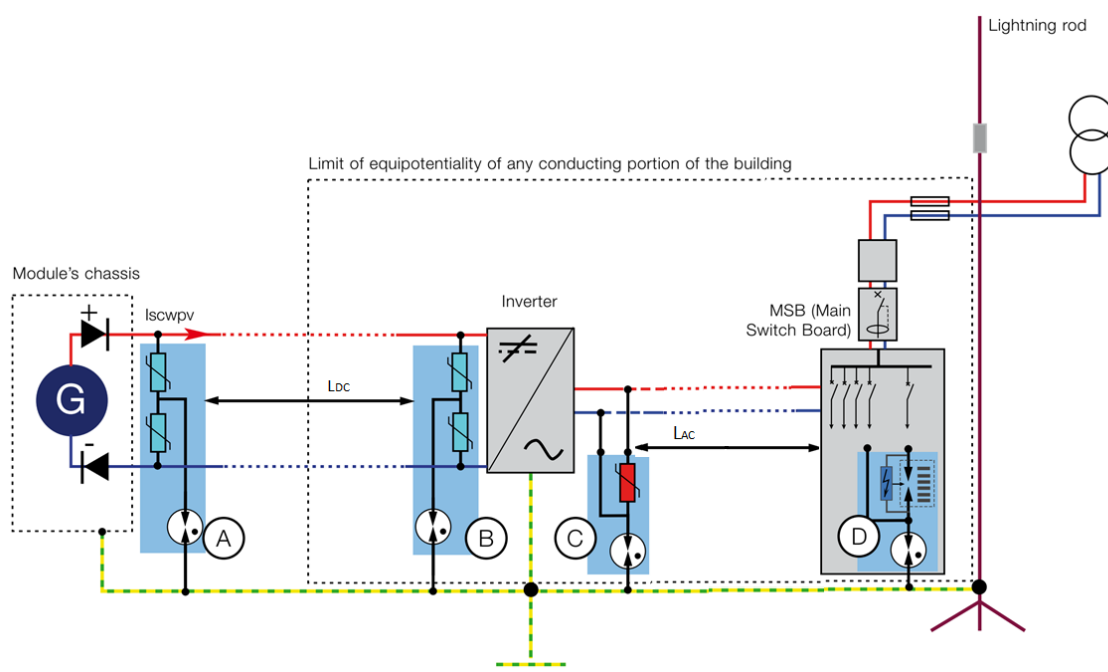 Lightning rod
Limit of equipotentiality of any conducting portion of the building
Module's chassis
+
Iscwpv
Inverter
MSB (Main
Switch Board)
G
LDC
-
LAC
A
B
C
D